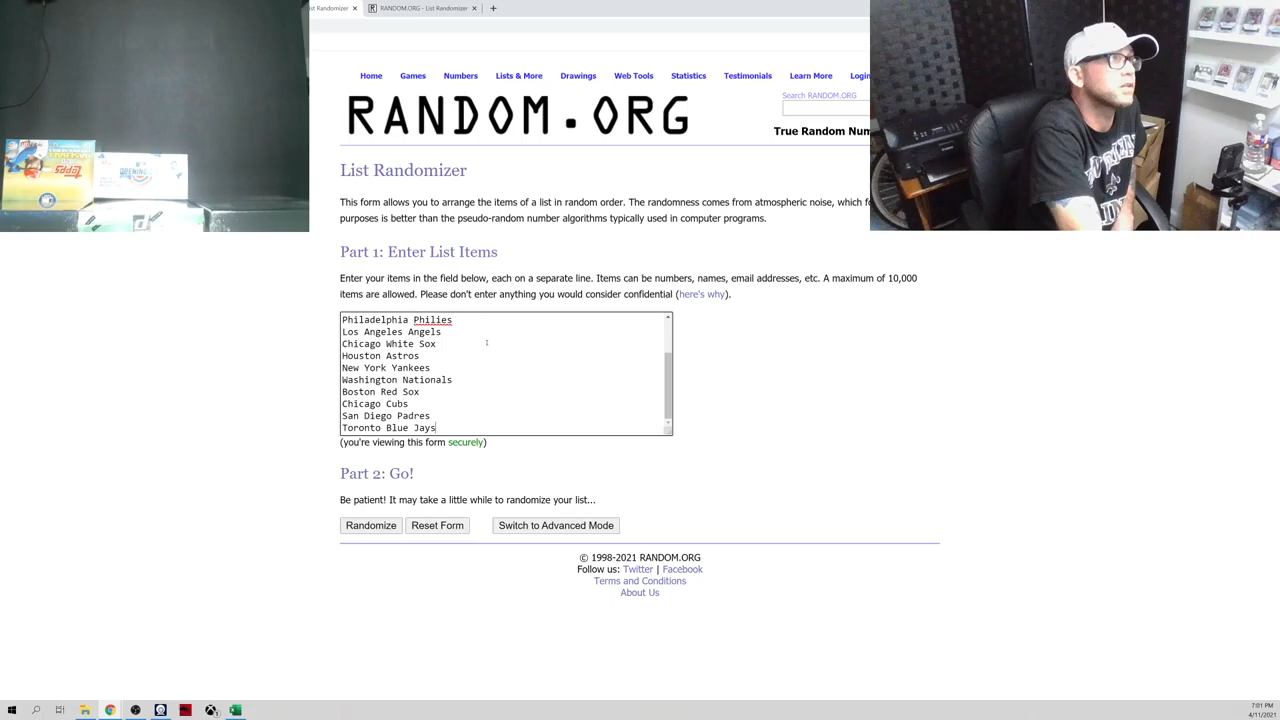 ist Randomizer
RANDOM.ORG - List Randomizer
Home Games Numbers Lists & More Drawings Web Tools Statistics Testimonials Learn More Login
Search RANDOM.ORG
RANDOM.ORG
True Random Num
List Randomizer
This form allows you to arrange the items of a list in random order. The randomness comes from atmospheric noise, which fo
purposes is better than the pseudo-random number algorithms typically used in computer programs.
Part 1: Enter List Items
Enter your items in the field below, each on a separate line. Items can be numbers, names, email addresses, etc. A maximum of 10,000
items are allowed. Please don't enter anything you would consider confidential (here's why).
Philadelphia Philies
Los Angeles Angels
Chicago White Sox
Houston Astros
New York Yankees
Washington Nationals
Boston Red Sox
Chicago Cubs
San Diego Padres
Toronto Blue Jays
(you're viewing this form securely)
Part 2: Go!
Be patient! It may take a little while to randomize your list...
Randomize Reset Form Switch to Advanced Mode
© 1998-2021 RANDOM.ORG
Follow us: Twitter | Facebook
Terms and Conditions
About Us
Topps
OPENING
7:01 PM
4/11/2021